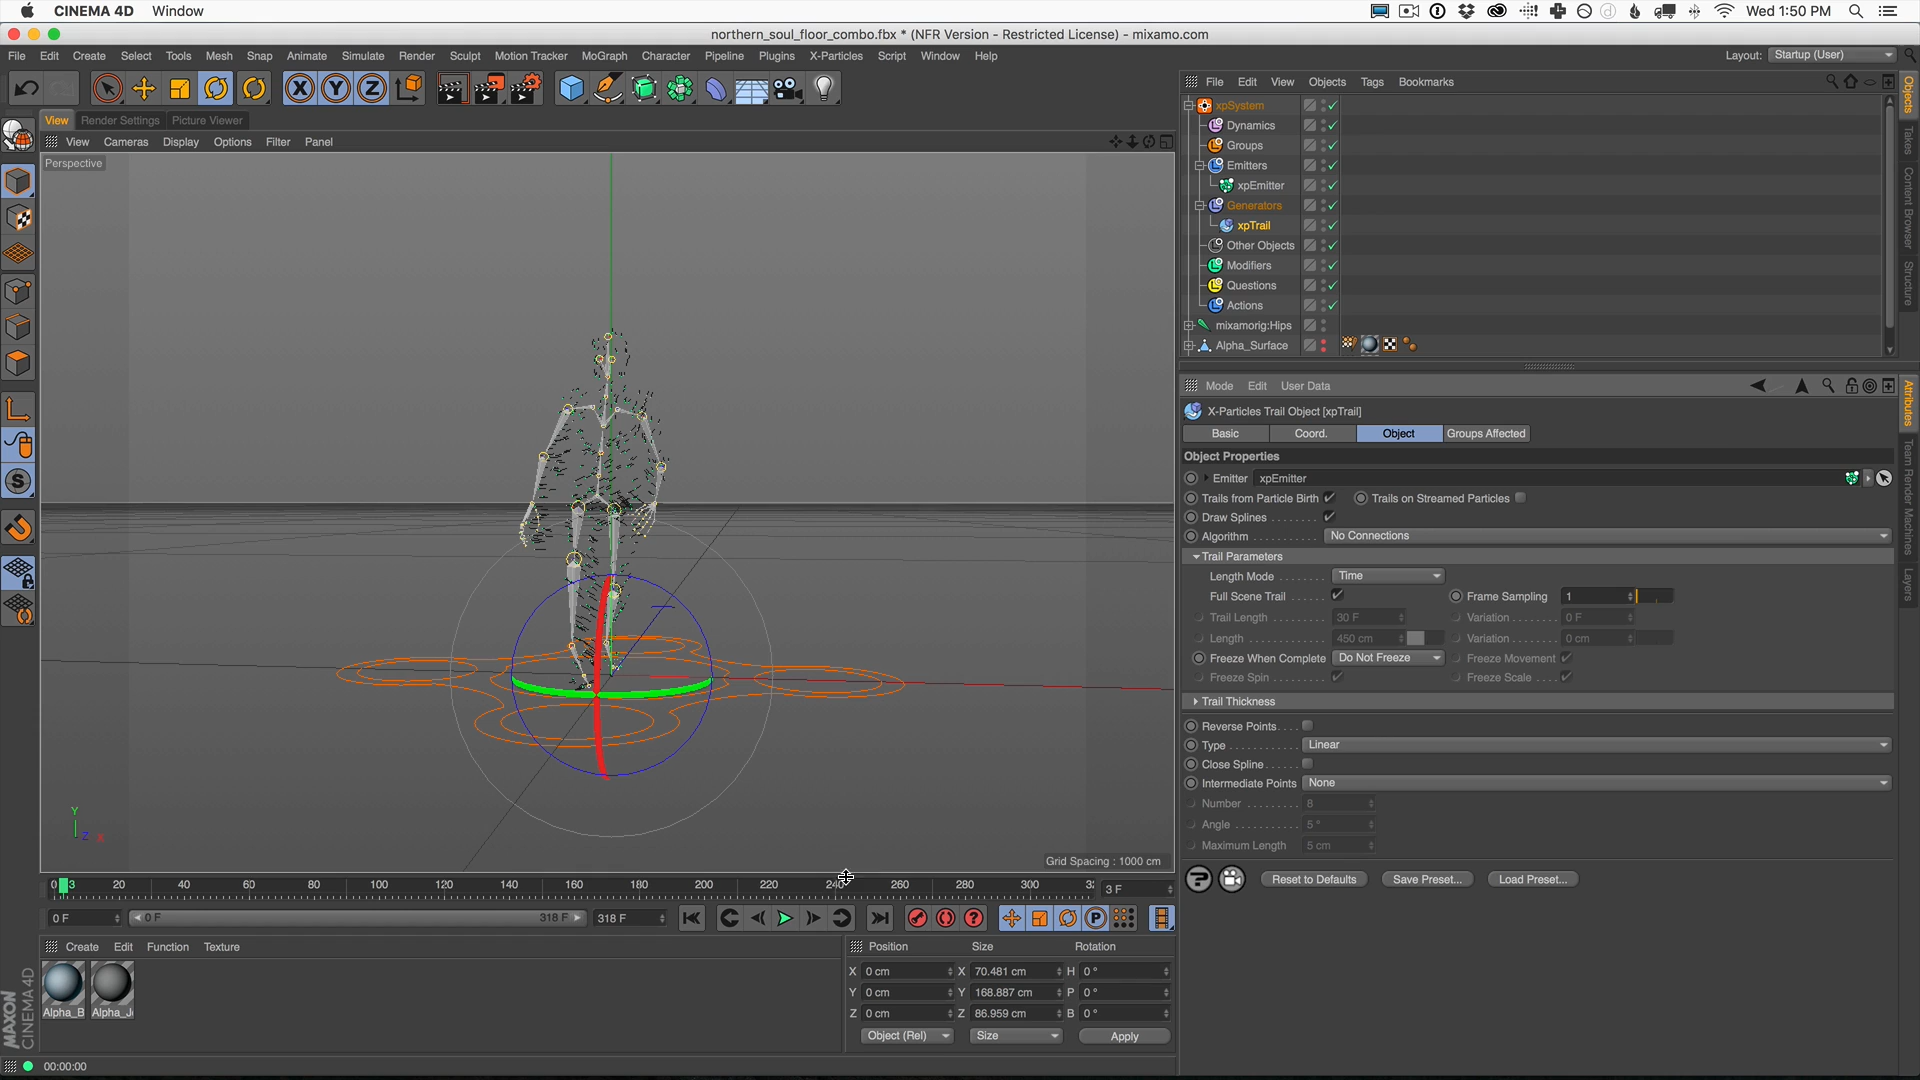 CINEMA 4D Window
Wed 1:50 PM
northern_soul_floor_combo.fbx * (NFR Version - Restricted License) - mixamo.com
File Edit Create Select Tools Mesh Snap Animate Simulate Render Sculpt Motion Tracker MoGraph Character Pipeline Plugins X-Particles Script Window Help
Layout: Startup (User)
X Y Z
File Edit View Objects Tags Bookmarks
View Render Settings Picture Viewer
View Cameras Display Options Filter Panel
Perspective
xpSystem
Dynamics
Groups
Emitters
xpEmitter
Generators
xpTrail
Other Objects
Modifiers
Questions
Actions
mixamorig:Hips
Alpha_Surface
Objects
Takes
Content Browser
Structure
Mode Edit User Data
X-Particles Trail Object [xpTrail]
Basic Coord. Object Groups Affected
Object Properties
Emitter xpEmitter
Trails from Particle Birth Trails on Streamed Particles
Draw Splines
Algorithm No Connections
Trail Parameters
Length Mode Time
Full Scene Trail Frame Sampling 1
Trail Length 30 F Variation 0 F
Length 450 cm Variation 0 cm
Freeze When Complete Do Not Freeze Freeze Movement
Freeze Spin Freeze Scale
Trail Thickness
Reverse Points
Type Linear
Close Spline
Intermediate Points None
Number 8
Angle 5 °
Maximum Length 5 cm
Reset to Defaults Save Preset... Load Preset...
Attributes
Team Render Machines
Layers
Y
Z X
Grid Spacing : 1000 cm
0 3 20 40 60 80 100 120 140 160 180 200 220 240 260 280 300 3 F
0 F 0 F 318 F 318 F
Create Edit Function Texture
Alpha_B Alpha_J
Position Size Rotation
X 0 cm X 70.481 cm H 0 °
Y 0 cm Y 168.887 cm P 0 °
Z 0 cm Z 86.959 cm B 0 °
Object (Rel) Size Apply
MAXON
CINEMA 4D
00:00:00